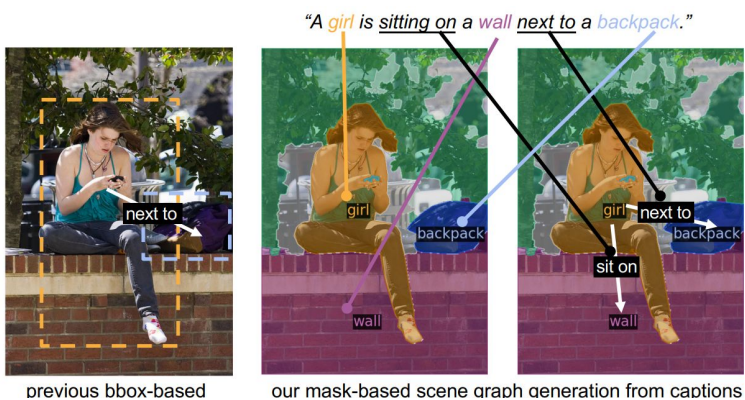 "A girl is sitting on a wall next to a backpack."
next to
girl
backpack
wall
girl
next to
backpack
sit on
wall
previous bbox-based
our mask-based scene graph generation from captions